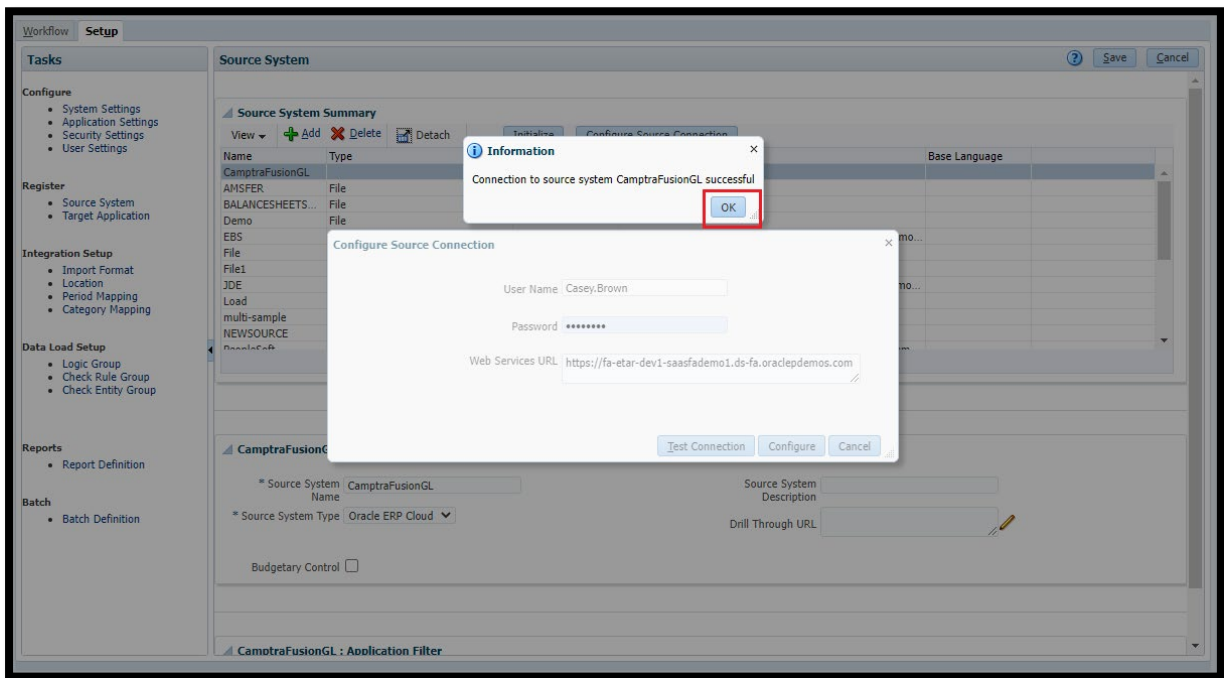 Workflow Setup
Tasks
Source System
Save Cancel
Configure
System Settings
Application Settings
Security Settings
User Settings
Register
Source System
Target Application
Integration Setup
Import Format
Location
Period Mapping
Category Mapping
Data Load Setup
Logic Group
Check Rule Group
Check Entity Group
Reports
Report Definition
Batch
Batch Definition
Source System Summary
View Add Delete Detach Initialize Configure Source Connection
Name Type Base Language
CamptraFusionGL
AMSFER File
BALANCESHEETS... File
Demo File
EBS mo...
File
File1
JDE mo...
Load
multi-sample
NEWSOURCE
PeopleSoft
Information
Connection to source system CamptraFusionGL successful
OK
Configure Source Connection
User Name Casey.Brown
Password ••••••••
Web Services URL https://fa-etar-dev1-saasfademo1.ds-fa.oraclepdemos.com
Test Connection Configure Cancel
CamptraFusionG
* Source System Name CamptraFusionGL
Source System Description
* Source System Type Oracle ERP Cloud
Drill Through URL
Budgetary Control
CamptraFusionGL : Application Filter